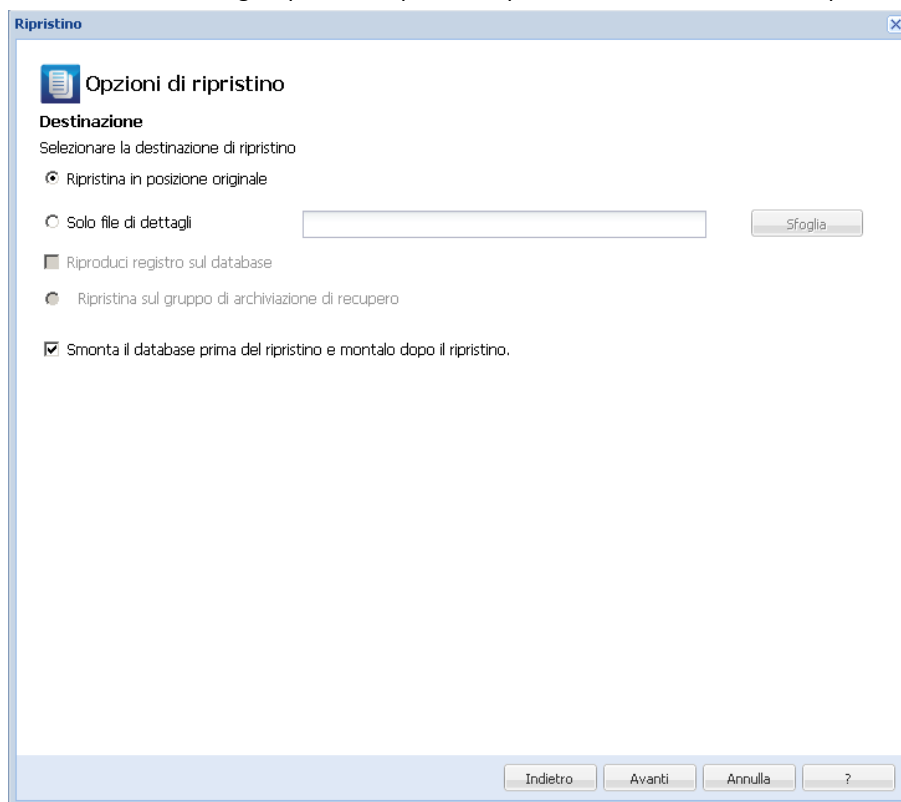 Ripristino
Opzioni di ripristino
Destinazione
Selezionare la destinazione di ripristino
Ripristina in posizione originale
Solo file di dettagli
Sfoglia
Riproduci registro sul database
Ripristina sul gruppo di archiviazione di recupero
Smonta il database prima del ripristino e montalo dopo il ripristino.
Indietro Avanti Annulla ?